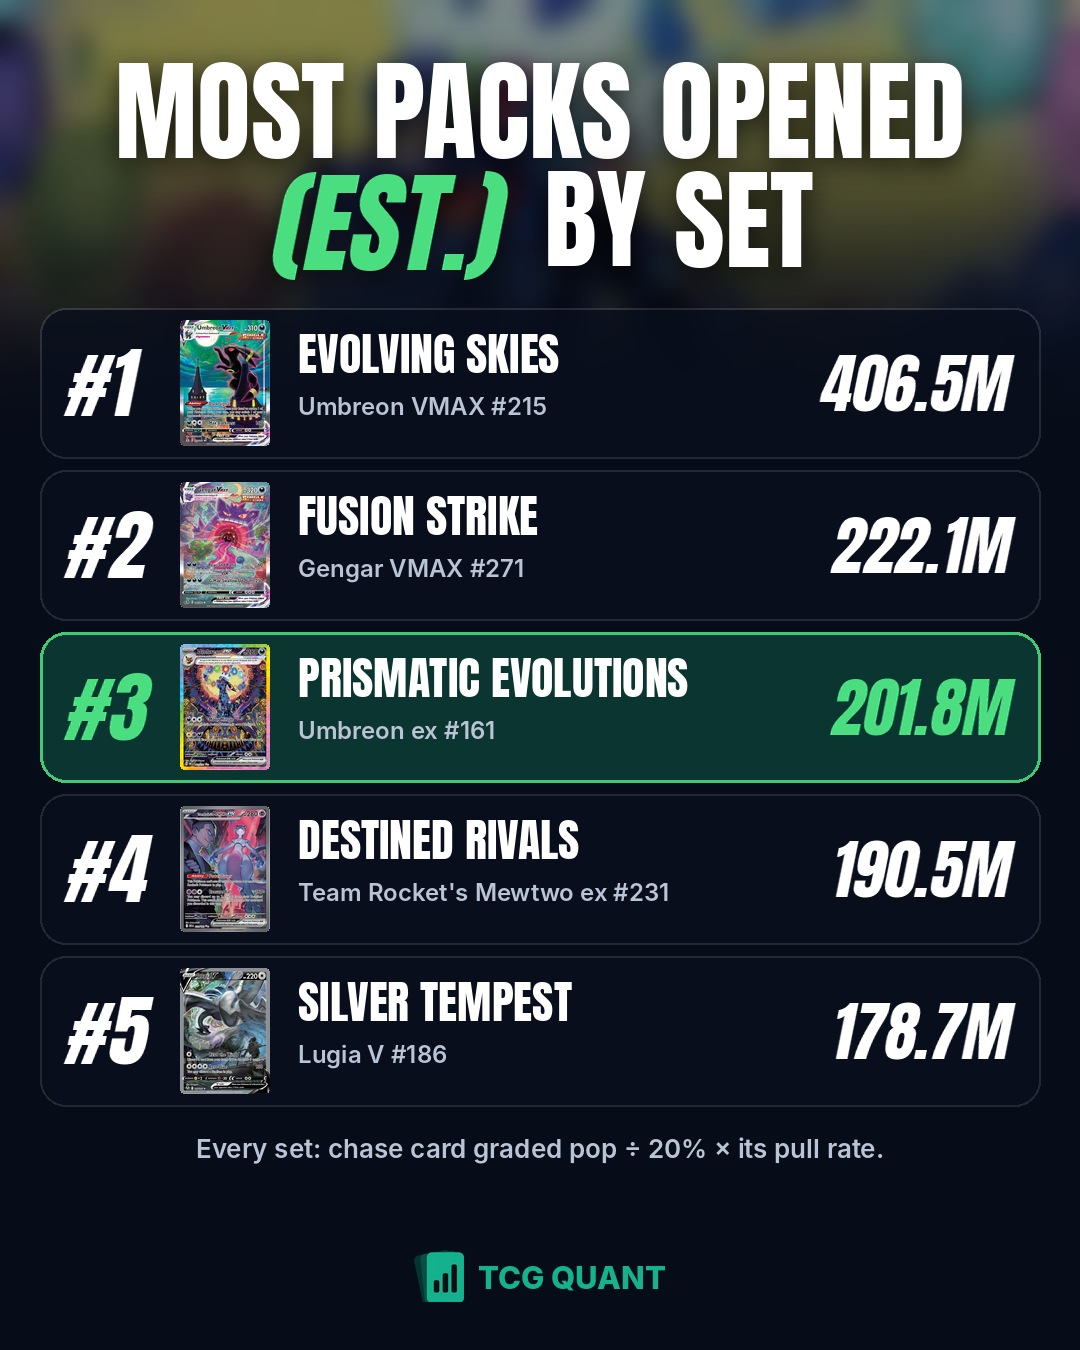 MOST PACKS OPENED
(EST.) BY SET
#1
EVOLVING SKIES
Umbreon VMAX #215
406.5M
#2
FUSION STRIKE
Gengar VMAX #271
222.1M
#3
PRISMATIC EVOLUTIONS
Umbreon ex #161
201.8M
#4
DESTINED RIVALS
Team Rocket's Mewtwo ex #231
190.5M
#5
SILVER TEMPEST
Lugia V #186
178.7M
Every set: chase card graded pop ÷ 20% × its pull rate.
TCG QUANT